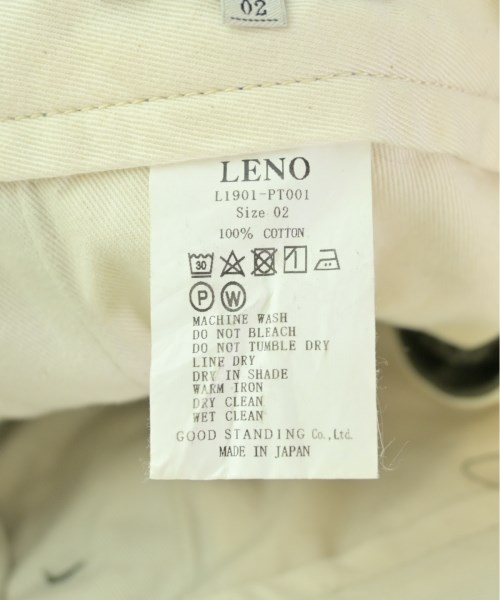 02
LENO
L1901-PT001
Size 02
100% COTTON
30
P W
MACHINE WASH
DO NOT BLEACH
DO NOT TUMBLE DRY
LINE DRY
DRY IN SHADE
WARM IRON
DRY CLEAN
WET CLEAN
GOOD STANDING Co.,Ltd.
MADE IN JAPAN